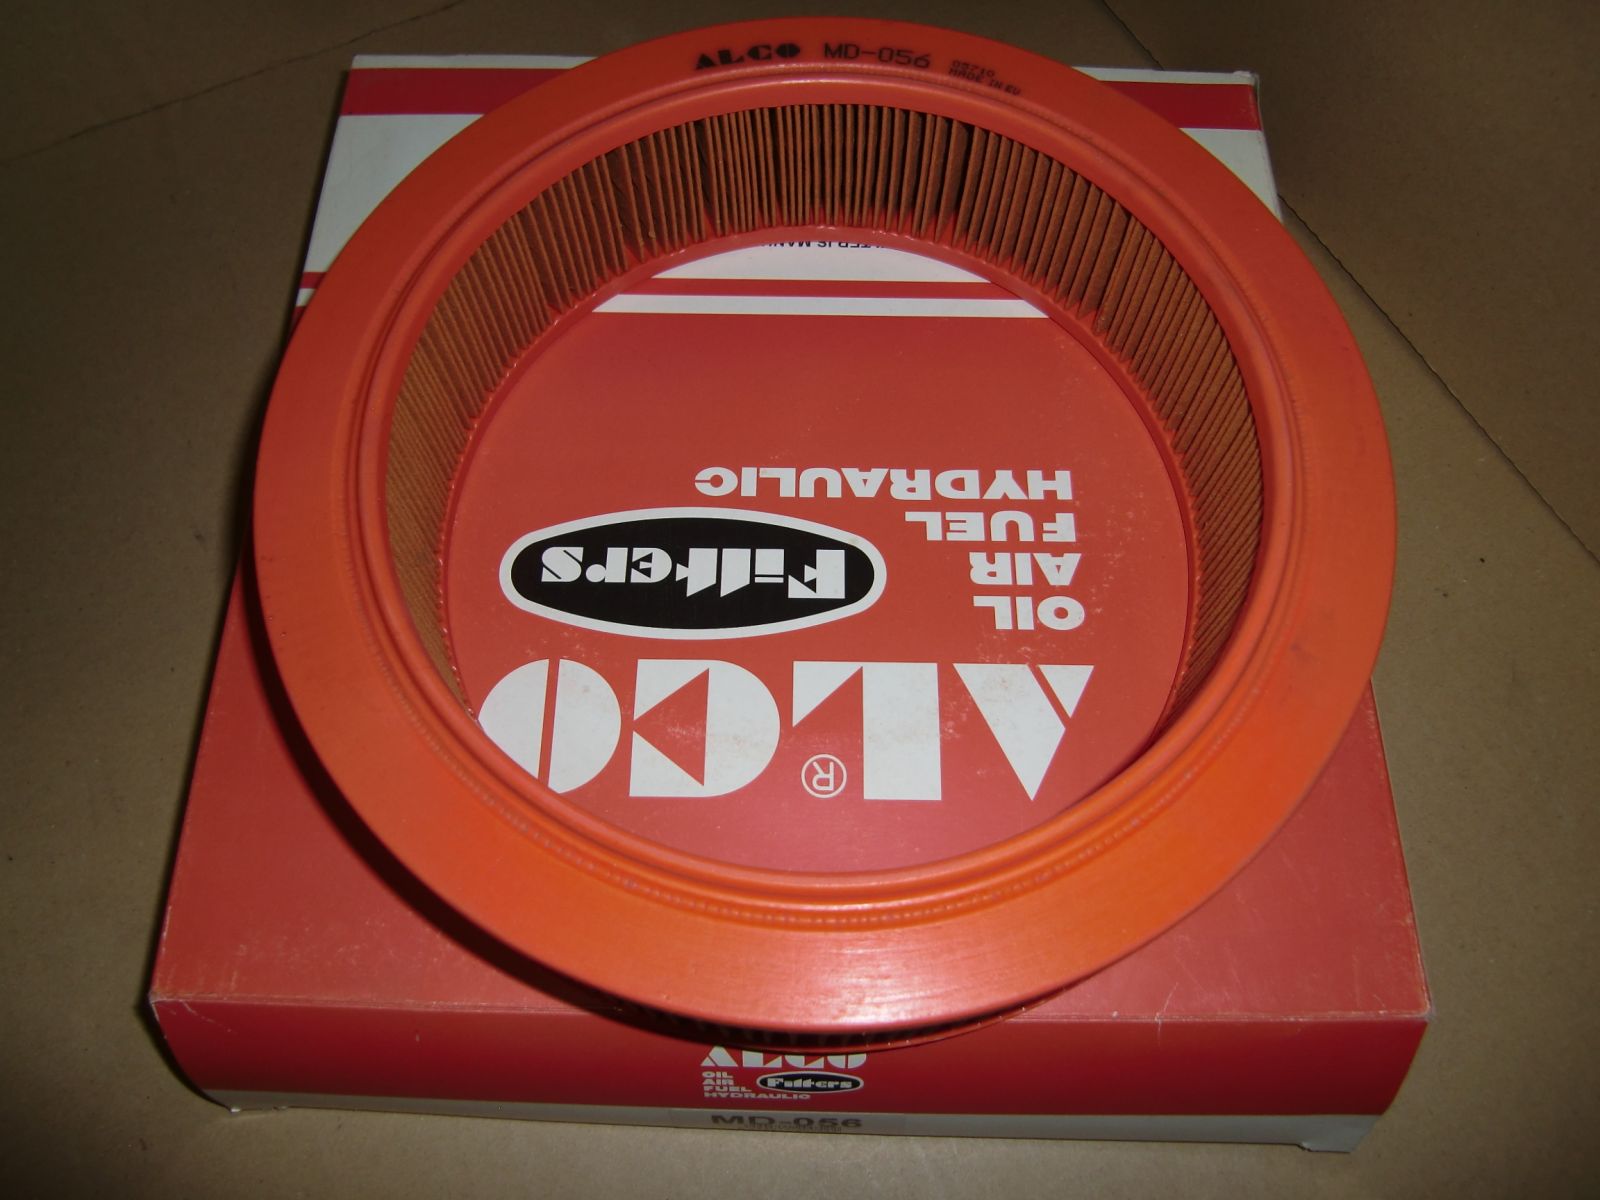 ALCO MD-056 05710
MADE IN EU
ALCO®
OIL
AIR
FUEL
HYDRAULIC
Filters
ALCO
OIL
AIR
FUEL
HYDRAULIC
Filters
MD-056